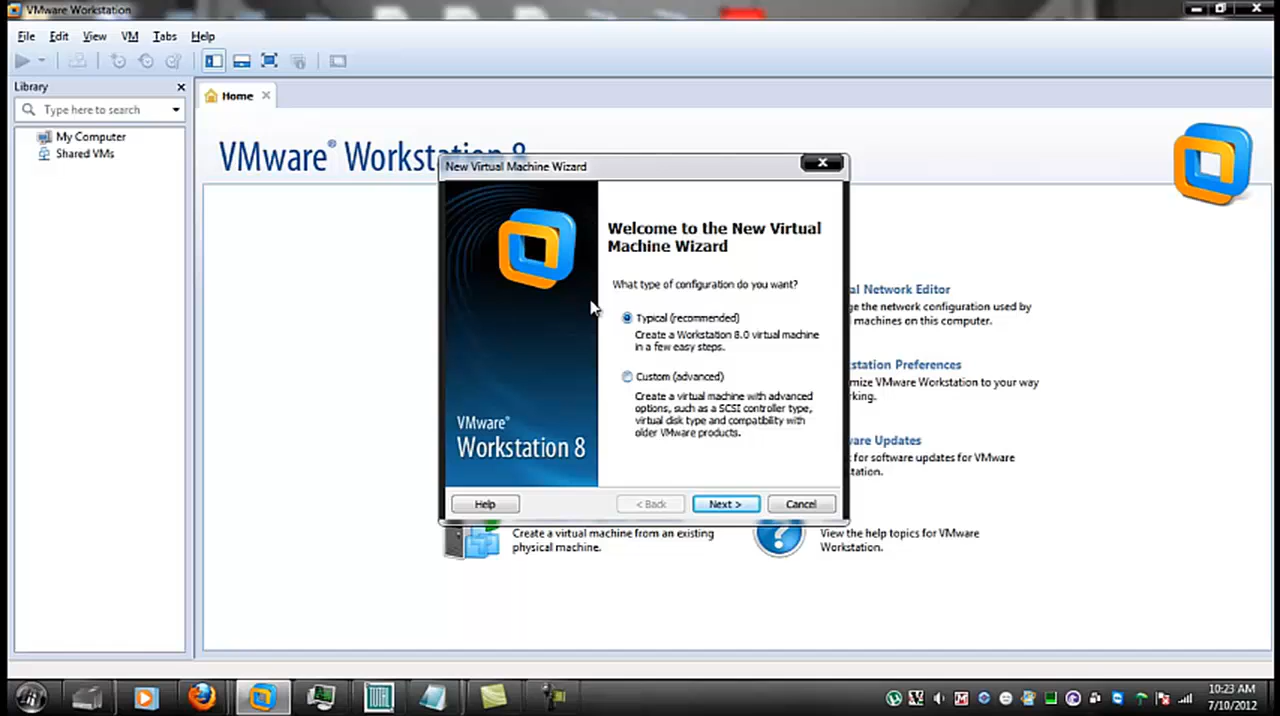 VMware Workstation
File Edit View VM Tabs Help
Library
Type here to search
My Computer
Shared VMs
Home
VMware® Workstation 8
New Virtual Machine Wizard
Welcome to the New Virtual
Machine Wizard
What type of configuration do you want?
Typical (recommended)
Create a Workstation 8.0 virtual machine
in a few easy steps.
Custom (advanced)
Create a virtual machine with advanced
options, such as a SCSI controller type,
virtual disk type and compatibility with
older VMware products.
VMware®
Workstation 8
Help
< Back
Next >
Cancel
al Network Editor
ge the network configuration used by
machines on this computer.
station Preferences
mize VMware Workstation to your way
king.
ware Updates
for software updates for VMware
station.
Create a virtual machine from an existing
physical machine.
View the help topics for VMware
Workstation.
10:23 AM
7/10/2012